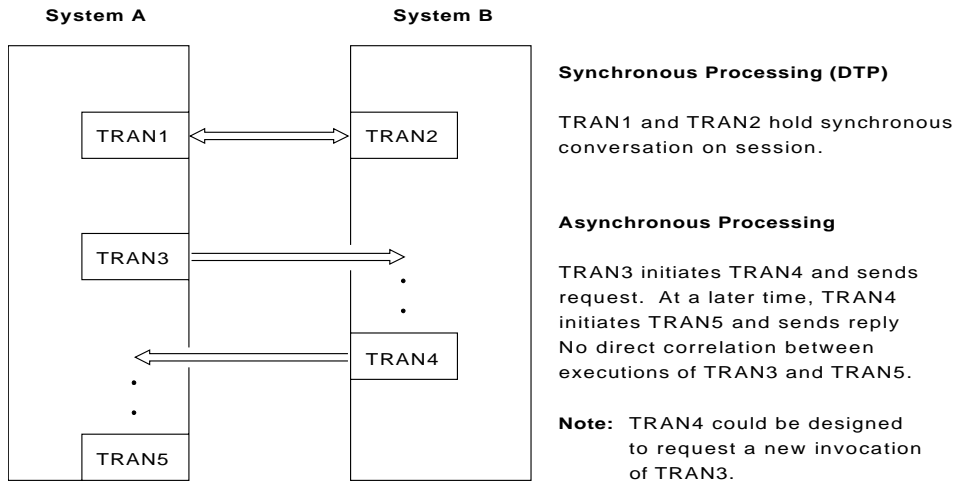 System A
System B
TRAN1
TRAN2
TRAN3
TRAN4
TRAN5
Synchronous Processing (DTP)
TRAN1 and TRAN2 hold synchronous
conversation on session.
Asynchronous Processing
TRAN3 initiates TRAN4 and sends
request. At a later time, TRAN4
initiates TRAN5 and sends reply
No direct correlation between
executions of TRAN3 and TRAN5.
Note: TRAN4 could be designed
to request a new invocation
of TRAN3.